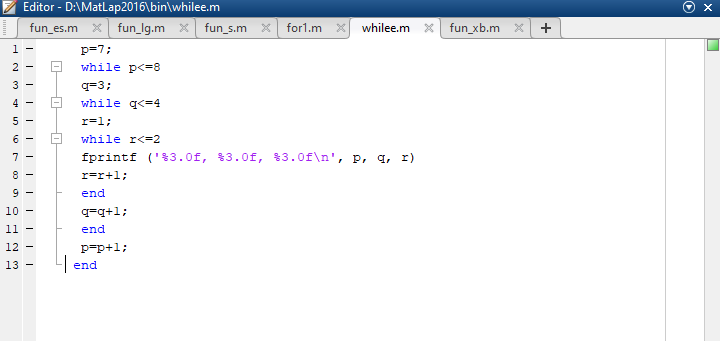 Editor - D:\MatLap2016\bin\whilee.m
fun_es.m × fun_lg.m × fun_s.m × for1.m × whilee.m × fun_xb.m × +
1 - p=7;
2 - while p<=8
3 - q=3;
4 - while q<=4
5 - r=1;
6 - while r<=2
7 - fprintf ('%3.0f, %3.0f, %3.0f\n', p, q, r)
8 - r=r+1;
9 - end
10 - q=q+1;
11 - end
12 - p=p+1;
13 - end